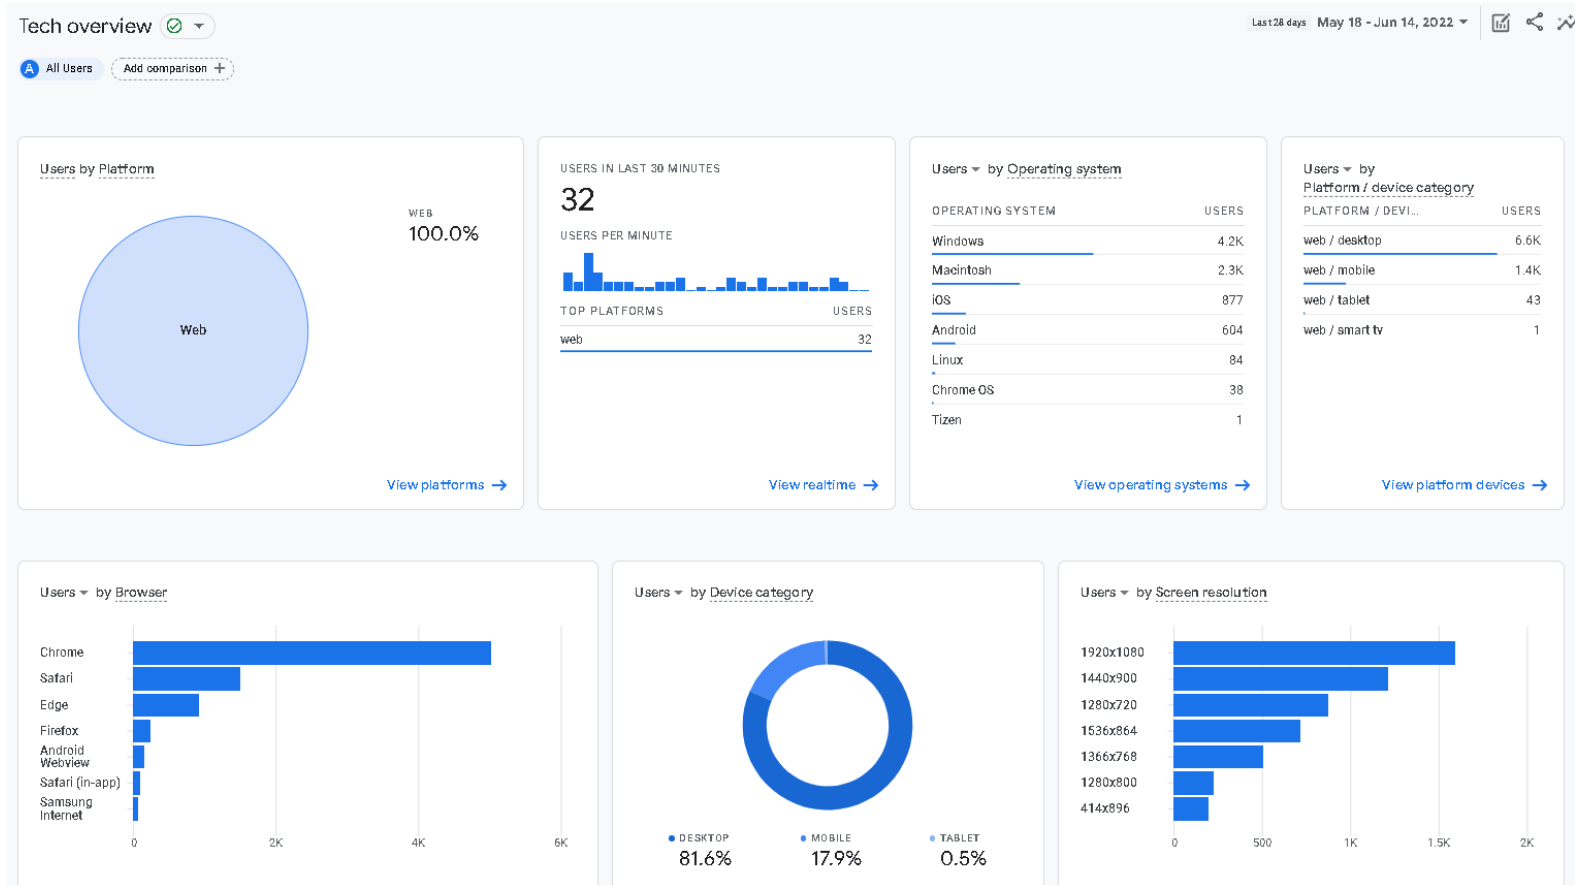 Tech overview
Last 28 days May 18 - Jun 14, 2022
A All Users
Add comparison +
Users by Platform
WEB
100.0%
Web
View platforms
USERS IN LAST 30 MINUTES
32
USERS PER MINUTE
TOP PLATFORMS USERS
web 32
View realtime
Users by Operating system
OPERATING SYSTEM USERS
Windows 4.2K
Macintosh 2.3K
iOS 877
Android 604
Linux 84
Chrome OS 38
Tizen 1
View operating systems
Users by
Platform / device category
PLATFORM / DEVI... USERS
web / desktop 6.6K
web / mobile 1.4K
web / tablet 43
web / smart tv 1
View platform devices
Users by Browser
Chrome
Safari
Edge
Firefox
Android
Webview
Safari (in-app)
Samsung
Internet
0 2K 4K 6K
Users by Device category
DESKTOP MOBILE TABLET
81.6% 17.9% 0.5%
Users by Screen resolution
1920x1080
1440x900
1280x720
1536x864
1366x768
1280x800
414x896
0 500 1K 1.5K 2K